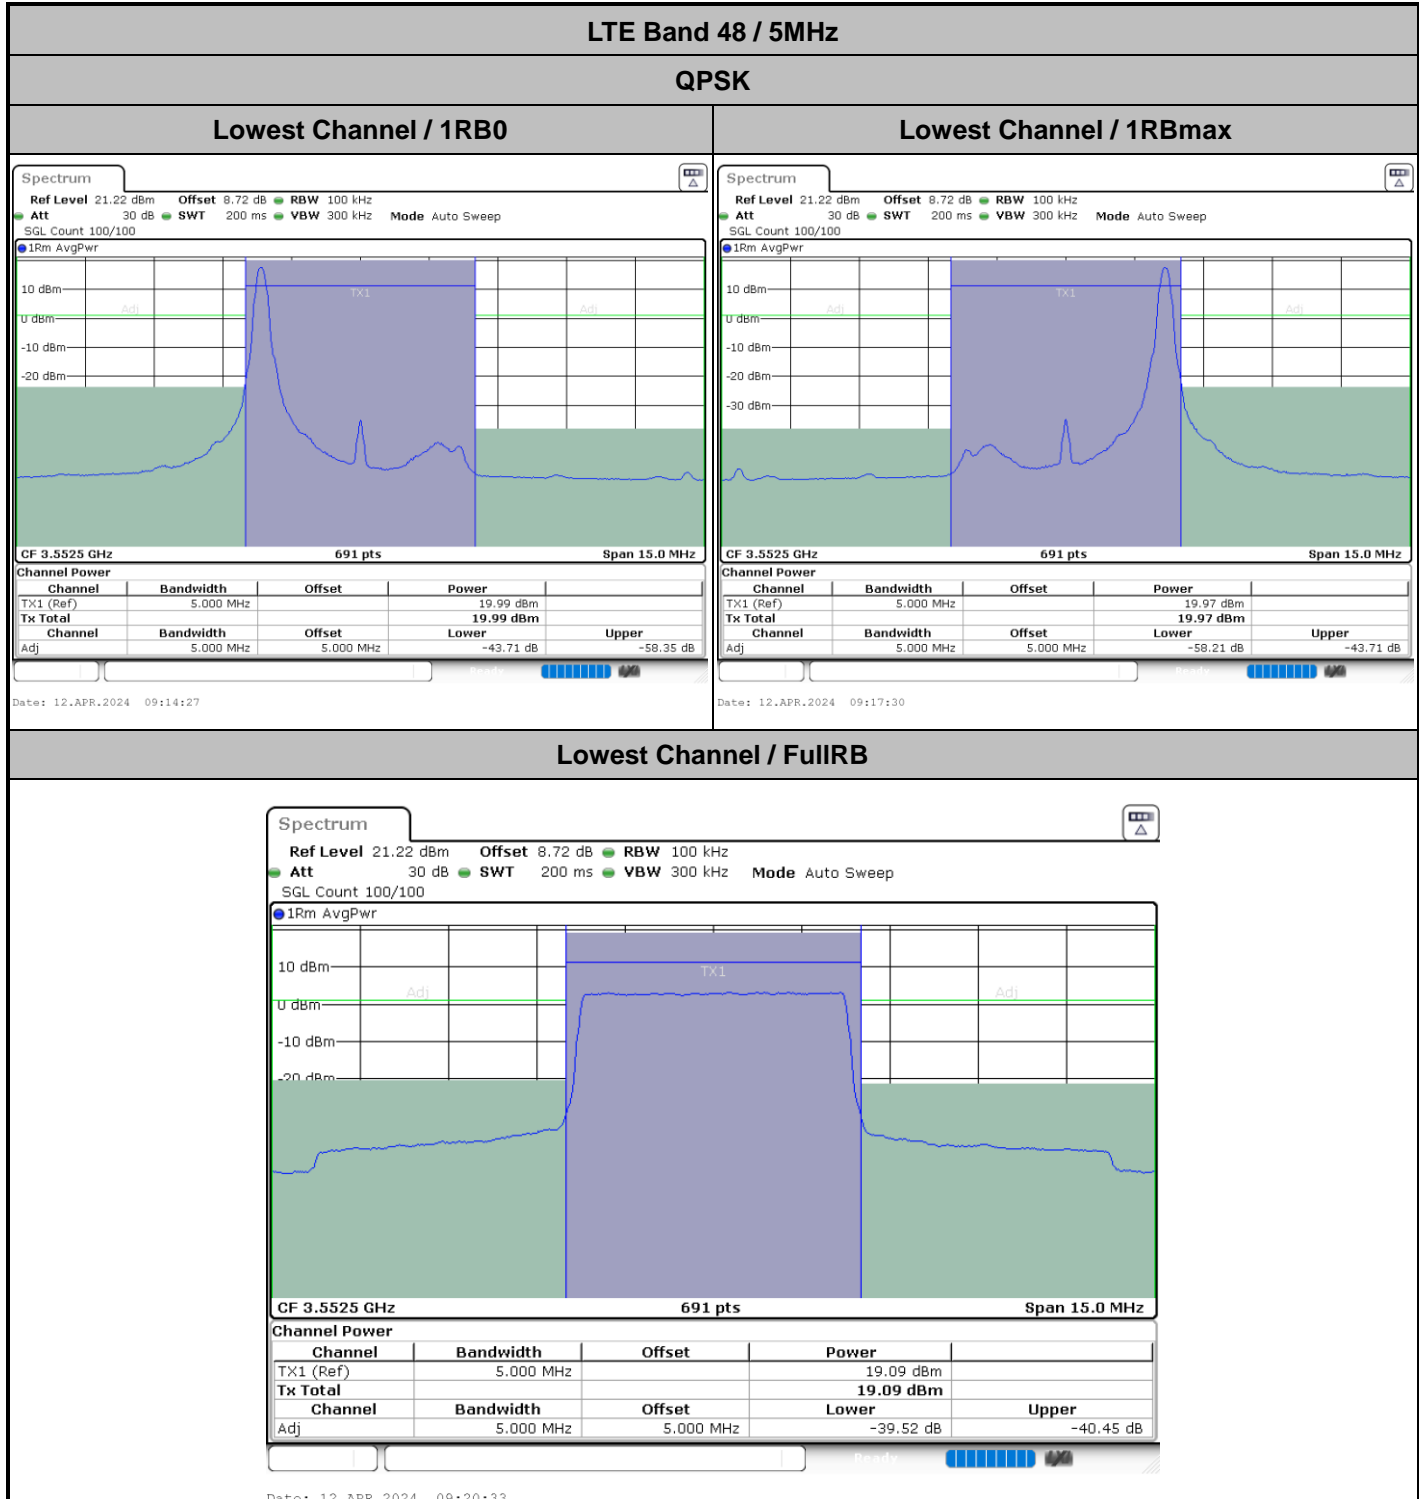 LTE Band 48 / 5MHz
QPSK
Lowest Channel / 1RB0
Lowest Channel / 1RBmax
Spectrum
Ref Level 21.22 dBm Offset 8.72 dB RBW 100 kHz
Att 30 dB SWT 200 ms VBW 300 kHz Mode Auto Sweep
SGL Count 100/100
1Rm AvgPwr
TX1
10 dBm
Adj
Adj
0 dBm
-10 dBm
-20 dBm
CF 3.5525 GHz 691 pts Span 15.0 MHz
Channel Power
Channel Bandwidth Offset Power
TX1 (Ref) 5.000 MHz 19.99 dBm
Tx Total 19.99 dBm
Channel Bandwidth Offset Lower Upper
Adj 5.000 MHz 5.000 MHz -43.71 dB -58.35 dB
Ready
Date: 12.APR.2024 09:14:27
Spectrum
Ref Level 21.22 dBm Offset 8.72 dB RBW 100 kHz
Att 30 dB SWT 200 ms VBW 300 kHz Mode Auto Sweep
SGL Count 100/100
1Rm AvgPwr
TX1
10 dBm
Adj
Adj
0 dBm
-10 dBm
-20 dBm
-30 dBm
CF 3.5525 GHz 691 pts Span 15.0 MHz
Channel Power
Channel Bandwidth Offset Power
TX1 (Ref) 5.000 MHz 19.97 dBm
Tx Total 19.97 dBm
Channel Bandwidth Offset Lower Upper
Adj 5.000 MHz 5.000 MHz -58.21 dB -43.71 dB
Ready
Date: 12.APR.2024 09:17:30
Lowest Channel / FullRB
Spectrum
Ref Level 21.22 dBm Offset 8.72 dB RBW 100 kHz
Att 30 dB SWT 200 ms VBW 300 kHz Mode Auto Sweep
SGL Count 100/100
1Rm AvgPwr
10 dBm
TX1
Adj
Adj
0 dBm
-10 dBm
-20 dBm
CF 3.5525 GHz 691 pts Span 15.0 MHz
Channel Power
Channel Bandwidth Offset Power
TX1 (Ref) 5.000 MHz 19.09 dBm
Tx Total 19.09 dBm
Channel Bandwidth Offset Lower Upper
Adj 5.000 MHz 5.000 MHz -39.52 dB -40.45 dB
Ready
Date: 12.APR.2024 09:20:33